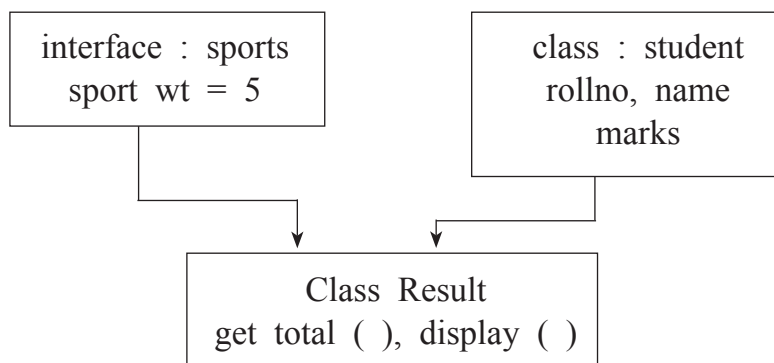 interface : sports
sport wt = 5
class : student
rollno, name
marks
Class Result
get total ( ), display ( )